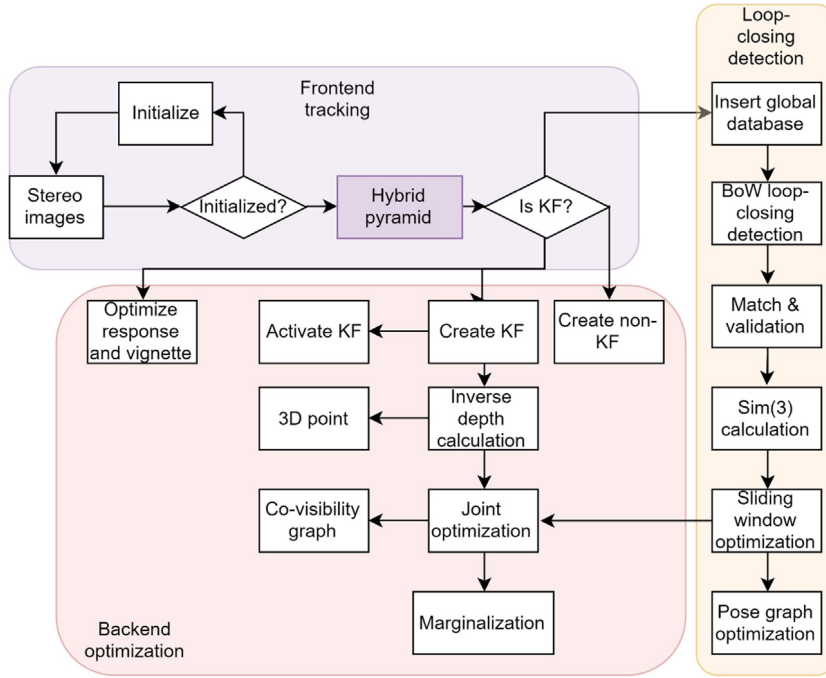 Loop-
closing
detection
Frontend
tracking
Initialize
Insert global
database
Stereo
images
Initialized?
Hybrid
pyramid
Is KF?
BoW loop-
closing
detection
Optimize
response
and vignette
Activate KF
Create KF
Create non-
KF
Match &
validation
3D point
Inverse
depth
calculation
Sim(3)
calculation
Co-visibility
graph
Joint
optimization
Sliding
window
optimization
Marginalization
Pose graph
optimization
Backend
optimization